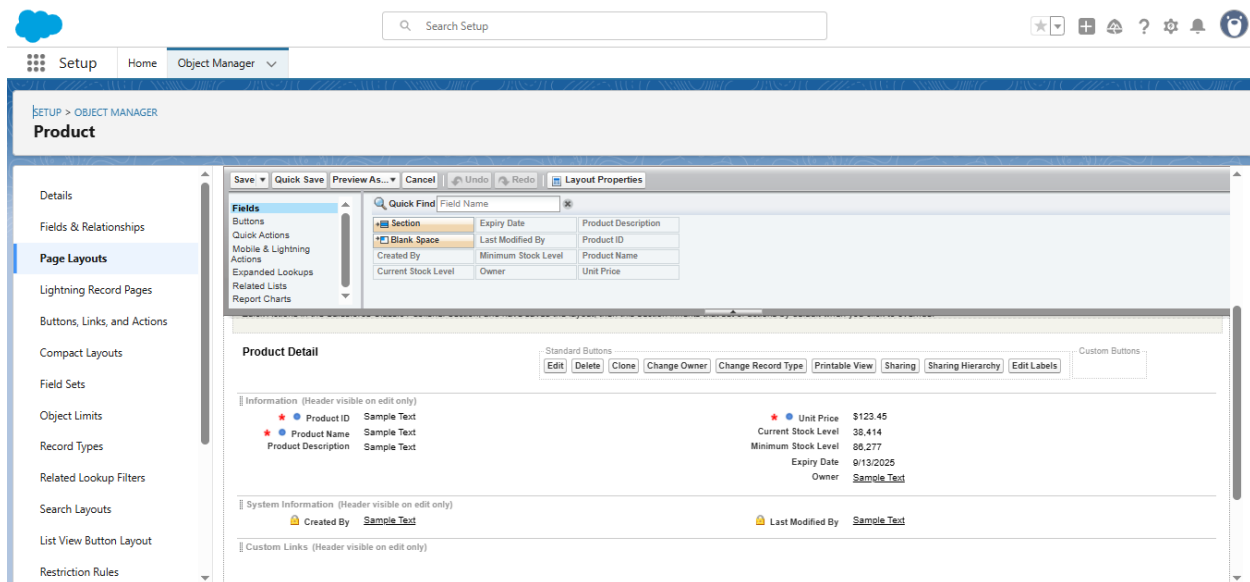 Search Setup
Setup Home Object Manager
SETUP > OBJECT MANAGER
Product
Details
Fields & Relationships
Page Layouts
Lightning Record Pages
Buttons, Links, and Actions
Compact Layouts
Field Sets
Object Limits
Record Types
Related Lookup Filters
Search Layouts
List View Button Layout
Restriction Rules
Save Quick Save Preview As... Cancel Undo Redo Layout Properties
Fields
Buttons
Quick Actions
Mobile & Lightning
Actions
Expanded Lookups
Related Lists
Report Charts
Quick Find Field Name
Section Expiry Date Product Description
Blank Space Last Modified By Product ID
Created By Minimum Stock Level Product Name
Current Stock Level Owner Unit Price
Product Detail
Standard Buttons
Edit Delete Clone Change Owner Change Record Type Printable View Sharing Sharing Hierarchy Edit Labels
Custom Buttons
Information (Header visible on edit only)
Product ID Sample Text
Product Name Sample Text
Product Description Sample Text
Unit Price $123.45
Current Stock Level 38,414
Minimum Stock Level 86,277
Expiry Date 9/13/2025
Owner Sample Text
System Information (Header visible on edit only)
Created By Sample Text
Last Modified By Sample Text
Custom Links (Header visible on edit only)